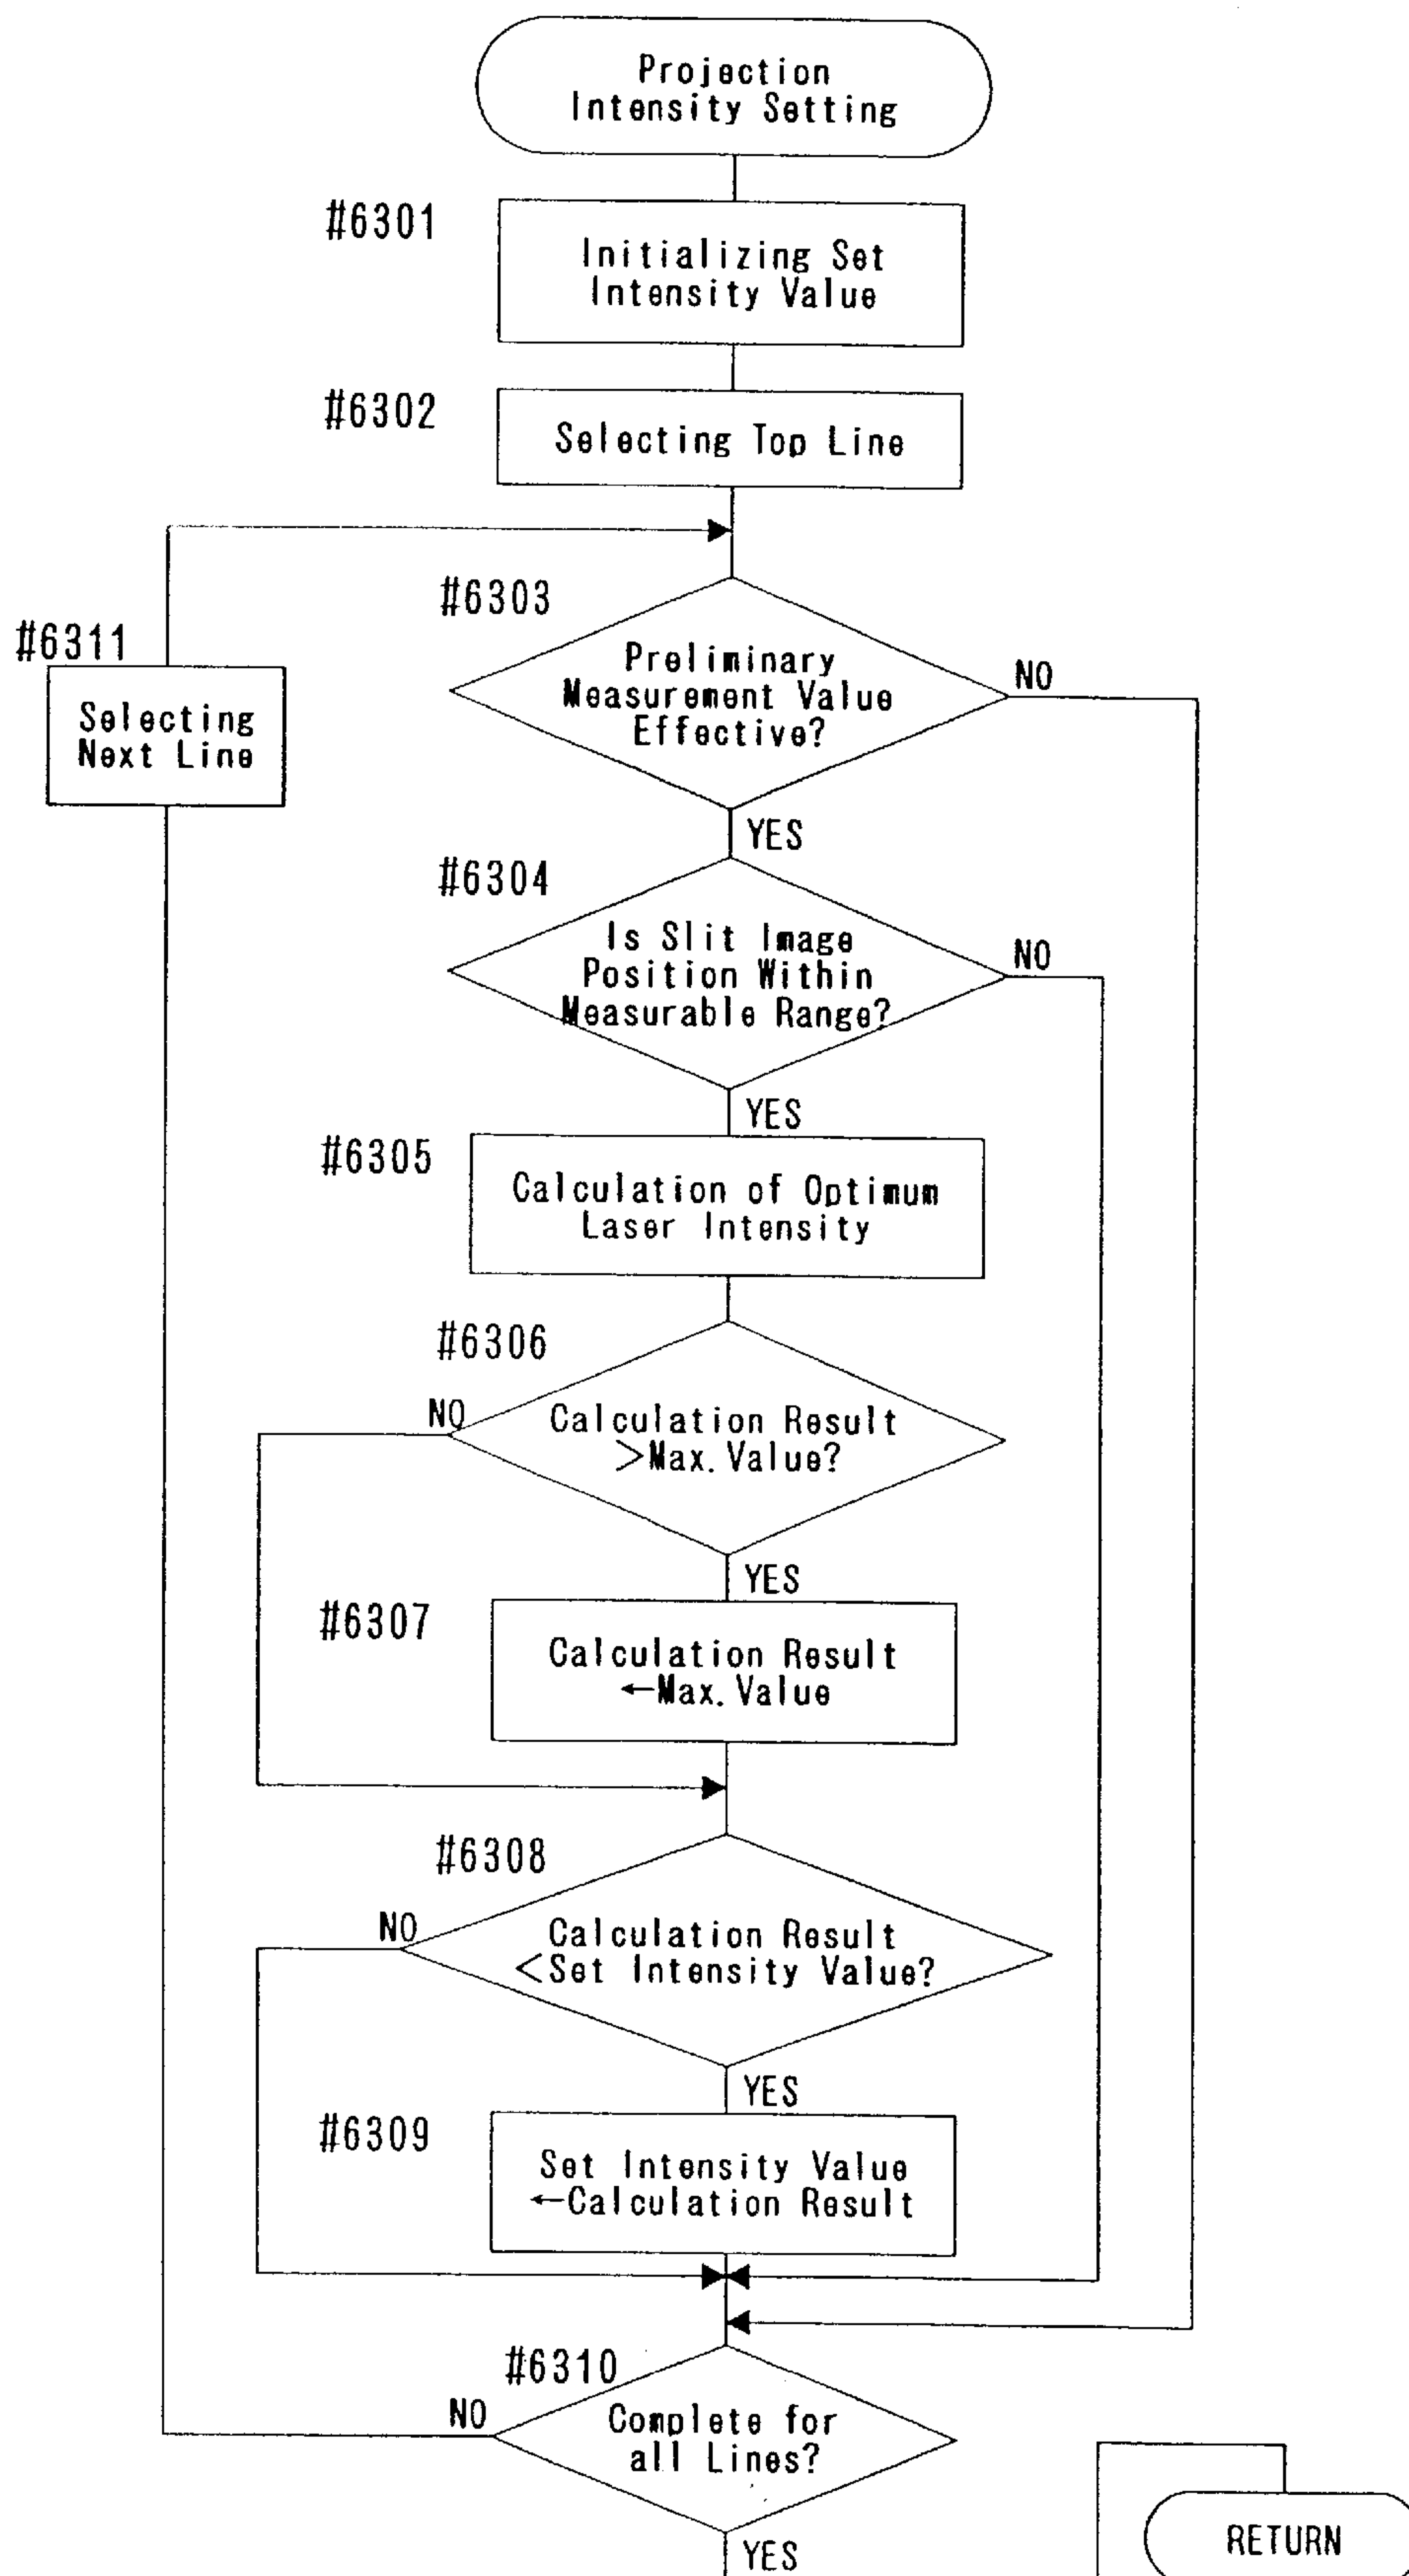 Projection
Intensity Setting
#6301
Initializing Set
Intensity Value
#6302
Selecting Top Line
#6303
Preliminary
Measurement Value
Effective?
NO
YES
#6311
Selecting
Next Line
#6304
Is Slit Image
Position Within
Measurable Range?
NO
YES
#6305
Calculation of Optimum
Laser Intensity
#6306
NO
Calculation Result
>Max. Value?
YES
#6307
Calculation Result
←Max. Value
#6308
NO
Calculation Result
<Set Intensity Value?
YES
#6309
Set Intensity Value
←Calculation Result
#6310
NO
Complete for
all Lines?
YES
RETURN